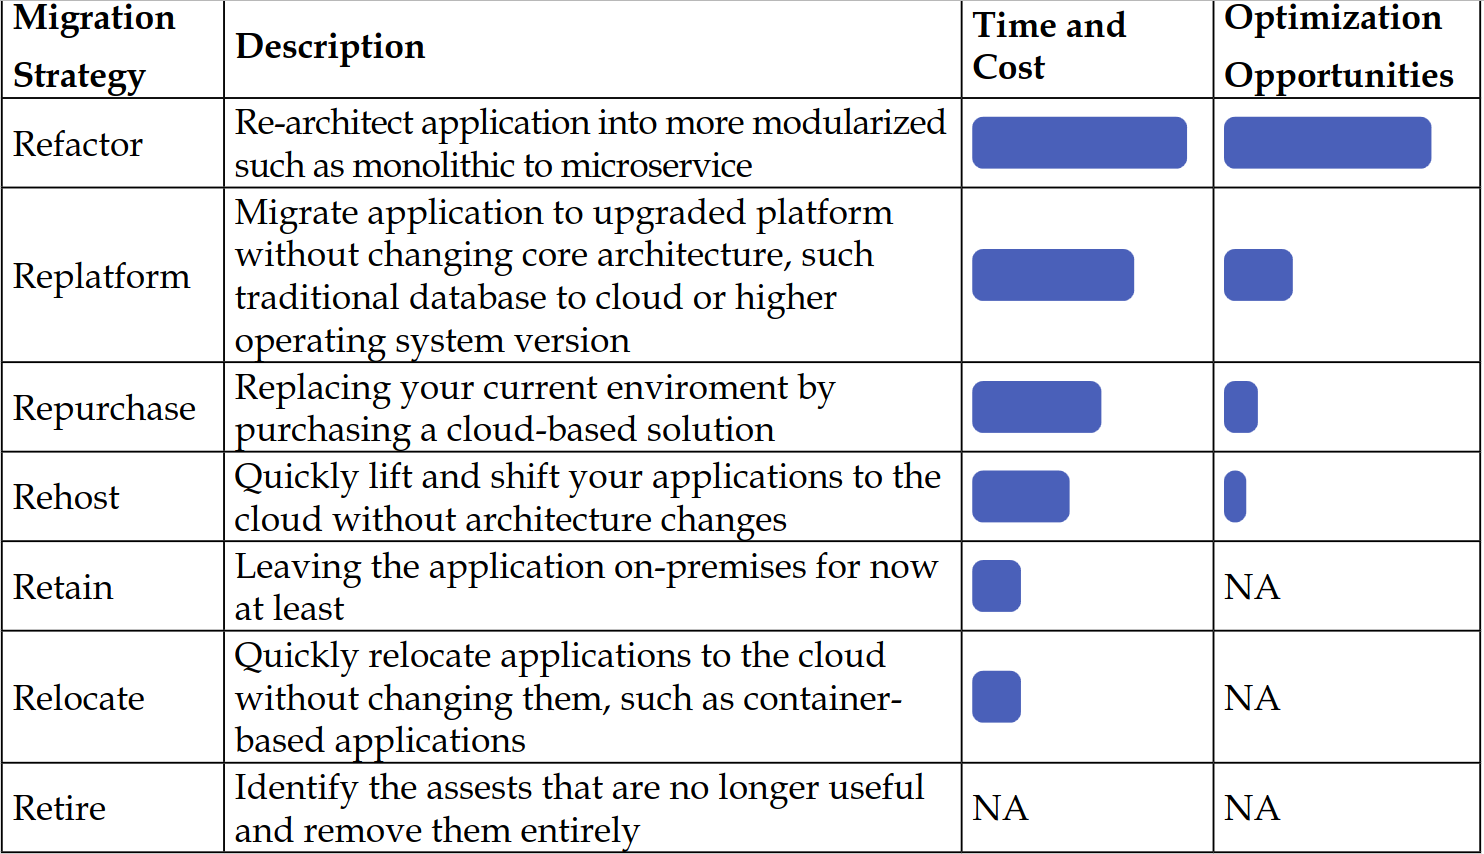 Migration
Strategy
Description
Time and
Cost
Optimization
Opportunities
Refactor
Re-architect application into more modularized
such as monolithic to microservice
Replatform
Migrate application to upgraded platform
without changing core architecture, such
traditional database to cloud or higher
operating system version
Repurchase
Replacing your current enviroment by
purchasing a cloud-based solution
Rehost
Quickly lift and shift your applications to the
cloud without architecture changes
Retain
Leaving the application on-premises for now
at least
NA
Relocate
Quickly relocate applications to the cloud
without changing them, such as container-
based applications
NA
Retire
Identify the assests that are no longer useful
and remove them entirely
NA
NA